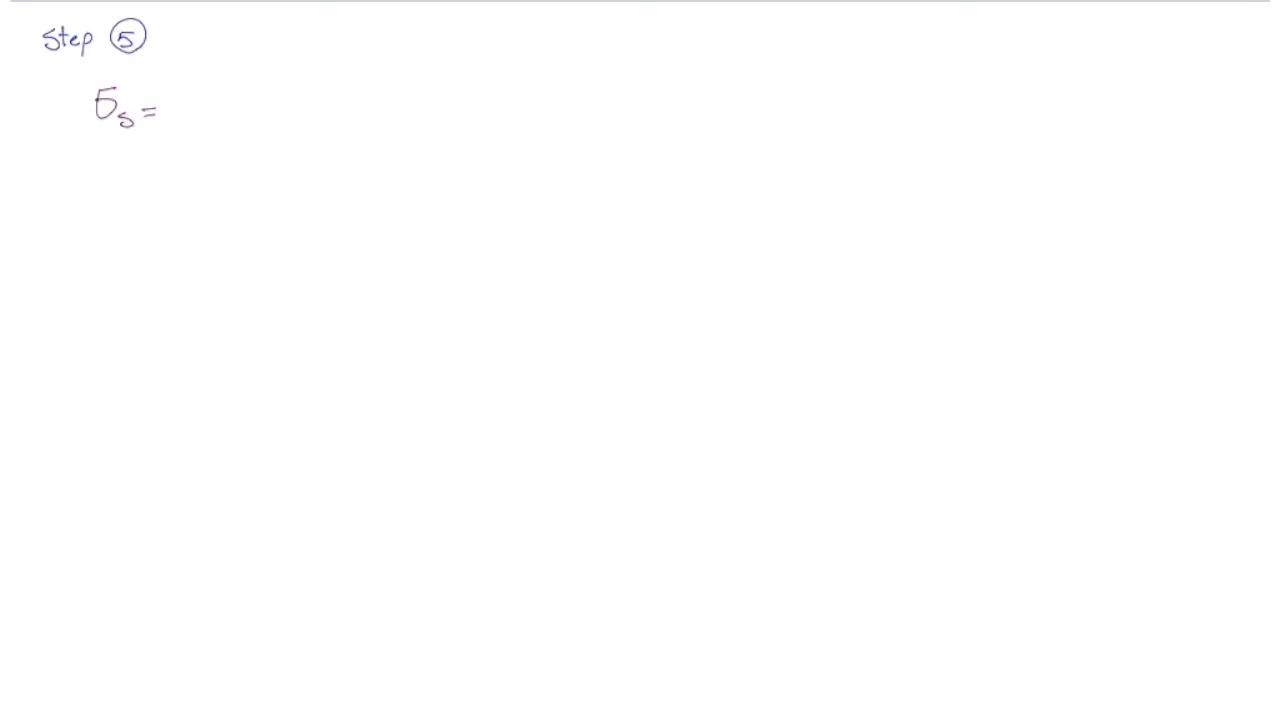 Step ⑤
σₛ =